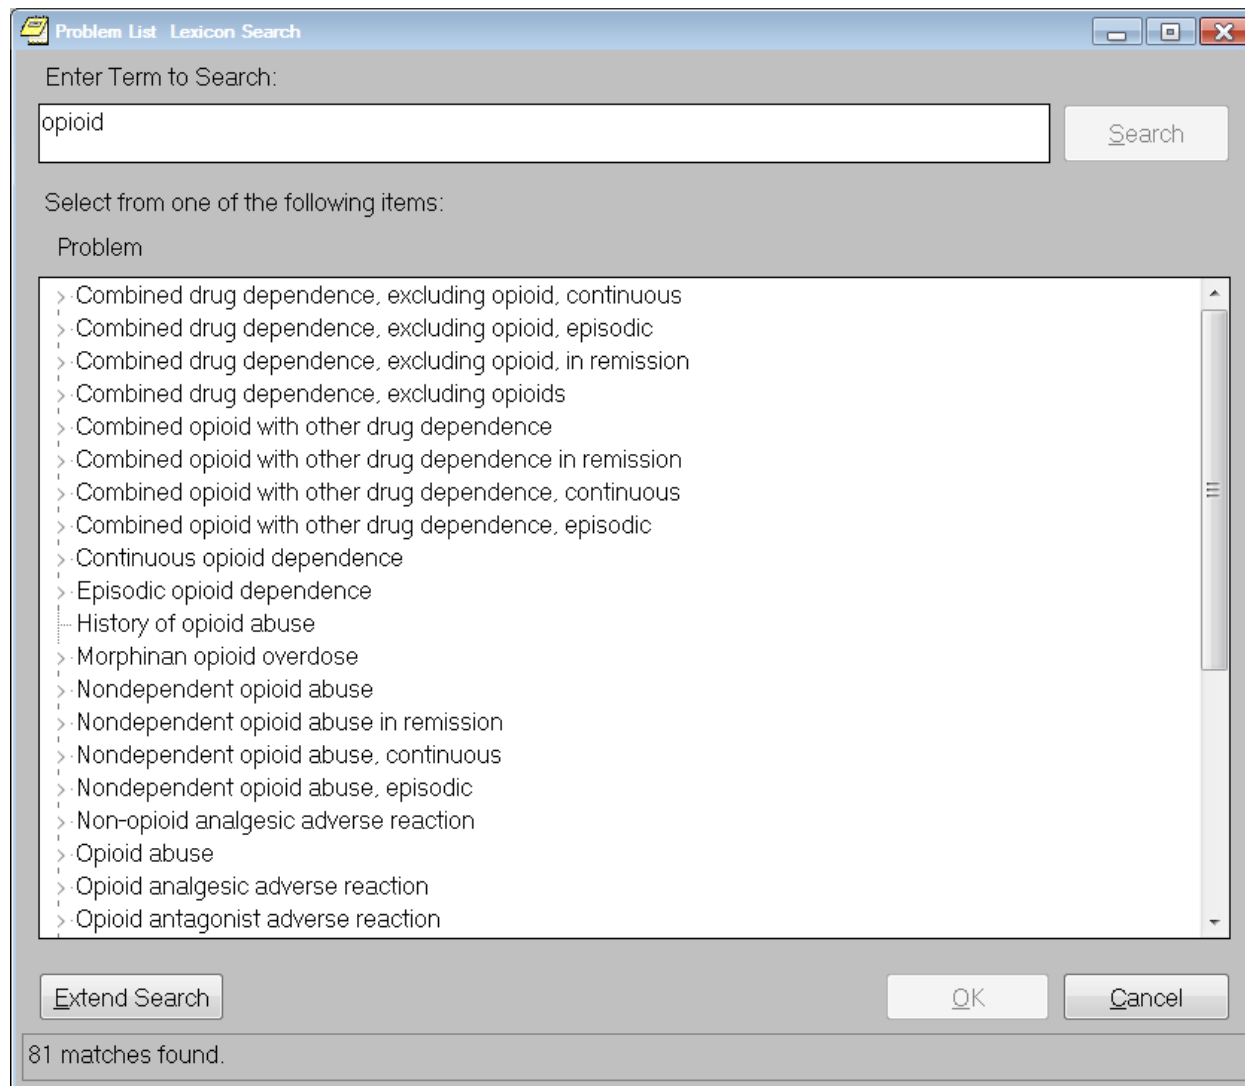 Problem List  Lexicon Search
Enter Term to Search:
opioid
Search
Select from one of the following items:
Problem
Combined drug dependence, excluding opioid, continuous
Combined drug dependence, excluding opioid, episodic
Combined drug dependence, excluding opioid, in remission
Combined drug dependence, excluding opioids
Combined opioid with other drug dependence
Combined opioid with other drug dependence in remission
Combined opioid with other drug dependence, continuous
Combined opioid with other drug dependence, episodic
Continuous opioid dependence
Episodic opioid dependence
History of opioid abuse
Morphinan opioid overdose
Nondependent opioid abuse
Nondependent opioid abuse in remission
Nondependent opioid abuse, continuous
Nondependent opioid abuse, episodic
Non-opioid analgesic adverse reaction
Opioid abuse
Opioid analgesic adverse reaction
Opioid antagonist adverse reaction
Extend Search
OK
Cancel
81 matches found.